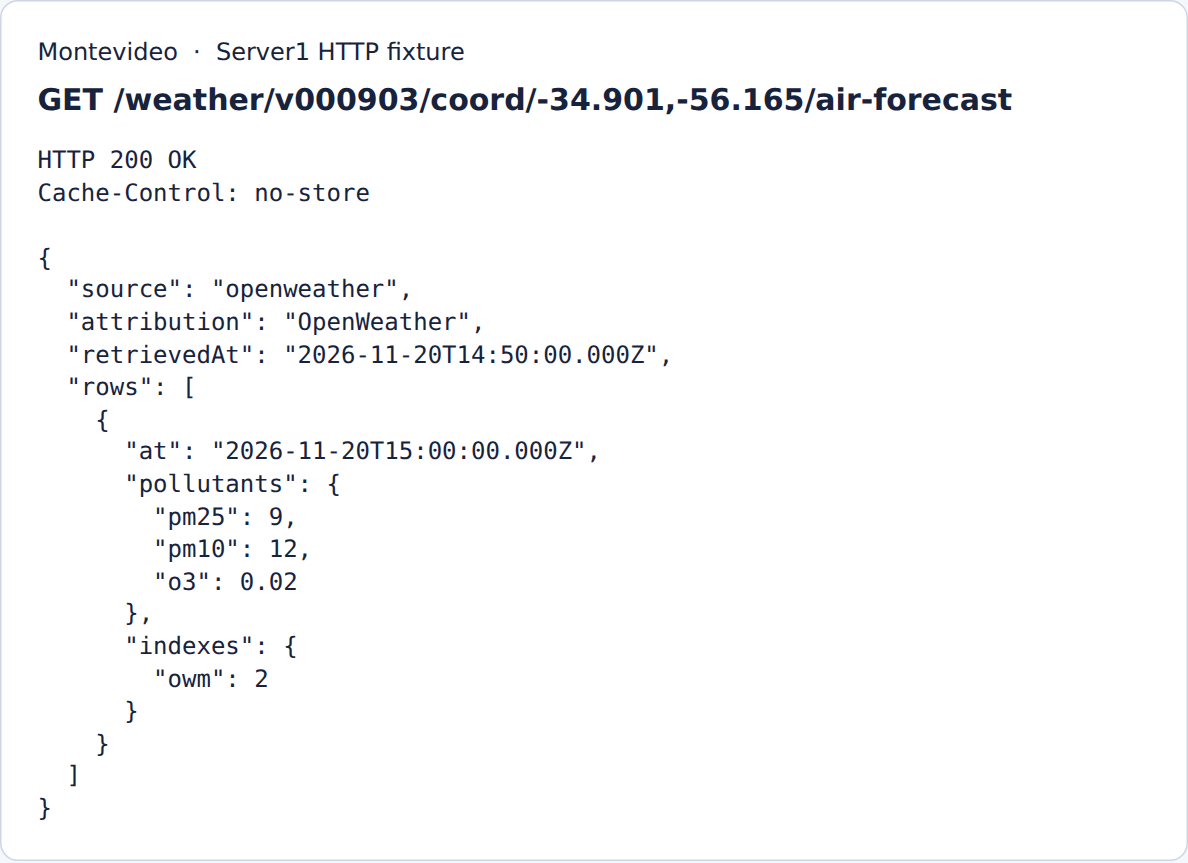 Montevideo · Server1 HTTP fixture
GET /weather/v000903/coord/-34.901,-56.165/air-forecast
HTTP 200 OK
Cache-Control: no-store
{
  "source": "openweather",
  "attribution": "OpenWeather",
  "retrievedAt": "2026-11-20T14:50:00.000Z",
  "rows": [
    {
      "at": "2026-11-20T15:00:00.000Z",
      "pollutants": {
        "pm25": 9,
        "pm10": 12,
        "o3": 0.02
      },
      "indexes": {
        "owm": 2
      }
    }
  ]
}